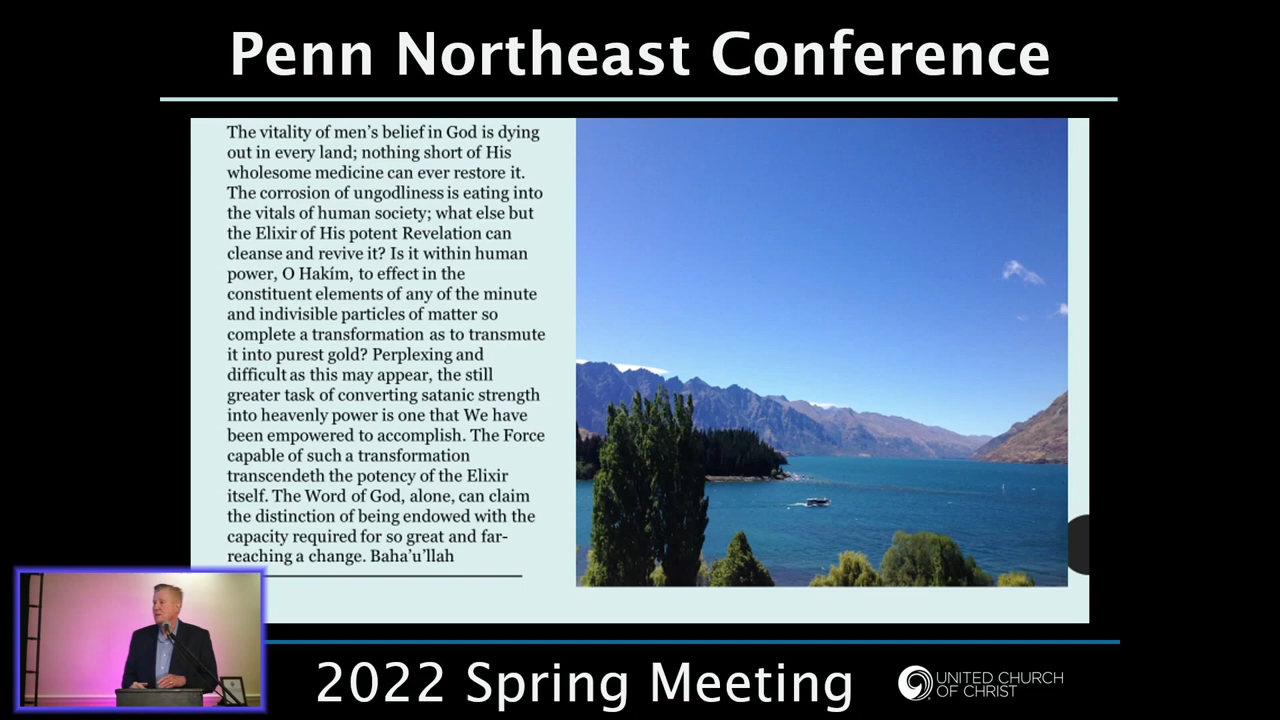 Penn Northeast Conference
The vitality of men’s belief in God is dying
out in every land; nothing short of His
wholesome medicine can ever restore it.
The corrosion of ungodliness is eating into
the vitals of human society; what else but
the Elixir of His potent Revelation can
cleanse and revive it? Is it within human
power, O Hakím, to effect in the
constituent elements of any of the minute
and indivisible particles of matter so
complete a transformation as to transmute
it into purest gold? Perplexing and
difficult as this may appear, the still
greater task of converting satanic strength
into heavenly power is one that We have
been empowered to accomplish. The Force
capable of such a transformation
transcendeth the potency of the Elixir
itself. The Word of God, alone, can claim
the distinction of being endowed with the
capacity required for so great and far-
reaching a change. Baha’u’llah
2022 Spring Meeting
UNITED CHURCH
OF CHRIST